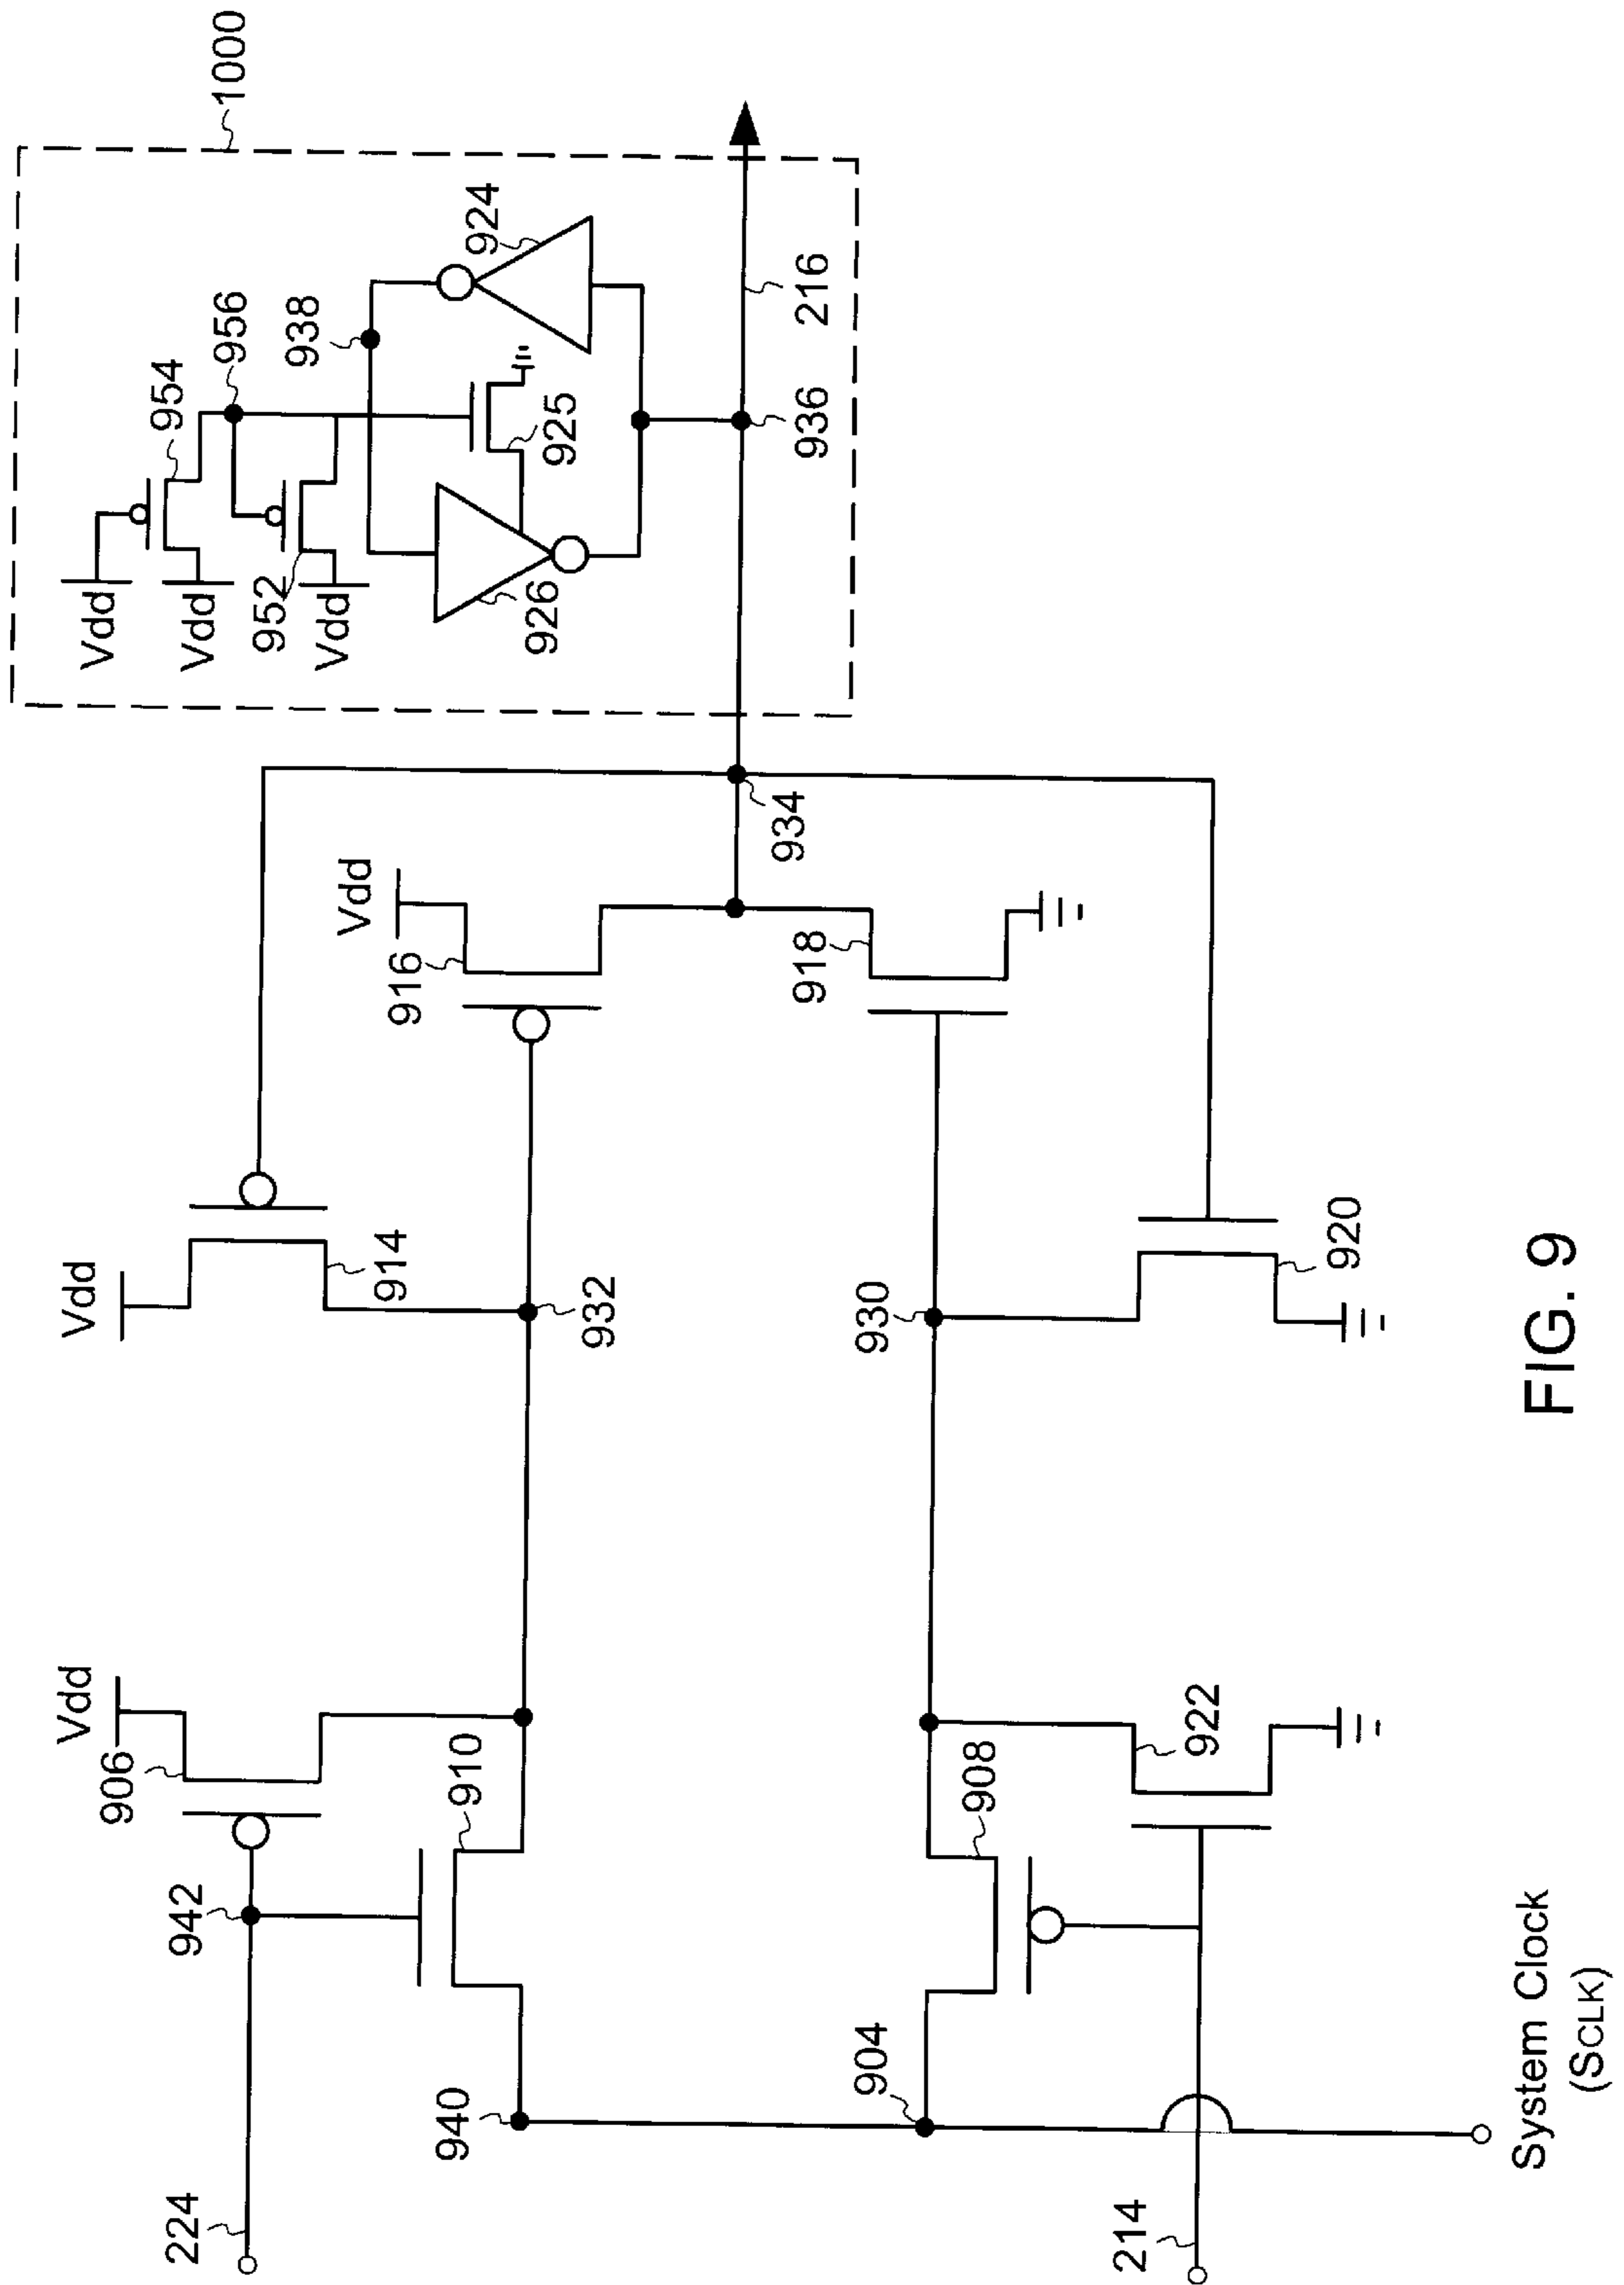 1000
954
956
938
924
Vdd
Vdd
952
Vdd
925
926
216
936
934
Vdd
916
918
Vdd
914
932
930
920
Vdd
906
910
942
908
922
940
904
224
214
System Clock
(SCLK)
FIG. 9